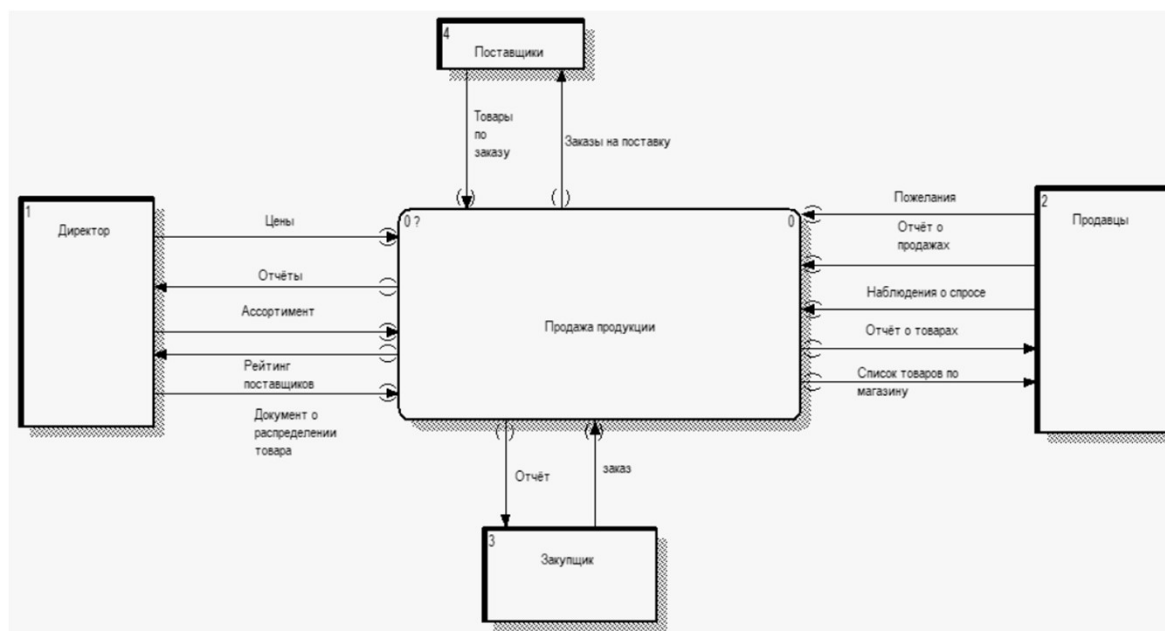 4
Поставщики
Товары
по
заказу
Заказы на поставку
1
Директор
Цены
Отчёты
Ассортимент
Рейтинг
поставщиков
Документ о
распределении
товара
0 ?
0
Продажа продукции
2
Продавцы
Пожелания
Отчёт о
продажах
Наблюдения о спросе
Отчёт о товарах
Список товаров по
магазину
Отчёт
заказ
3
Закупщик